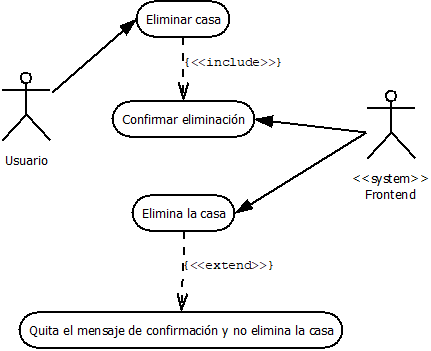 Eliminar casa
{<<include>>}
Confirmar eliminación
Usuario
<<system>>
Frontend
Elimina la casa
{<<extend>>}
Quita el mensaje de confirmación y no elimina la casa